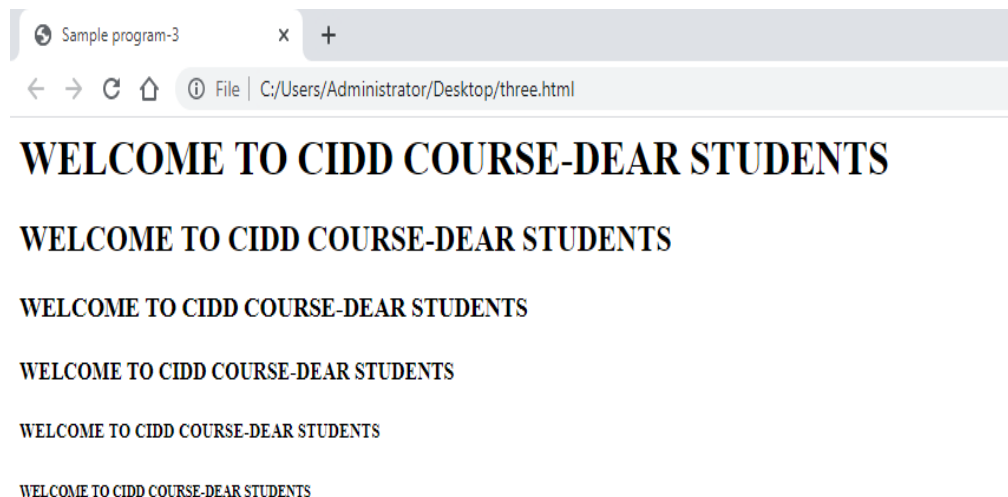 Sample program-3
File | C:/Users/Administrator/Desktop/three.html
WELCOME TO CIDD COURSE-DEAR STUDENTS
WELCOME TO CIDD COURSE-DEAR STUDENTS
WELCOME TO CIDD COURSE-DEAR STUDENTS
WELCOME TO CIDD COURSE-DEAR STUDENTS
WELCOME TO CIDD COURSE-DEAR STUDENTS
WELCOME TO CIDD COURSE-DEAR STUDENTS